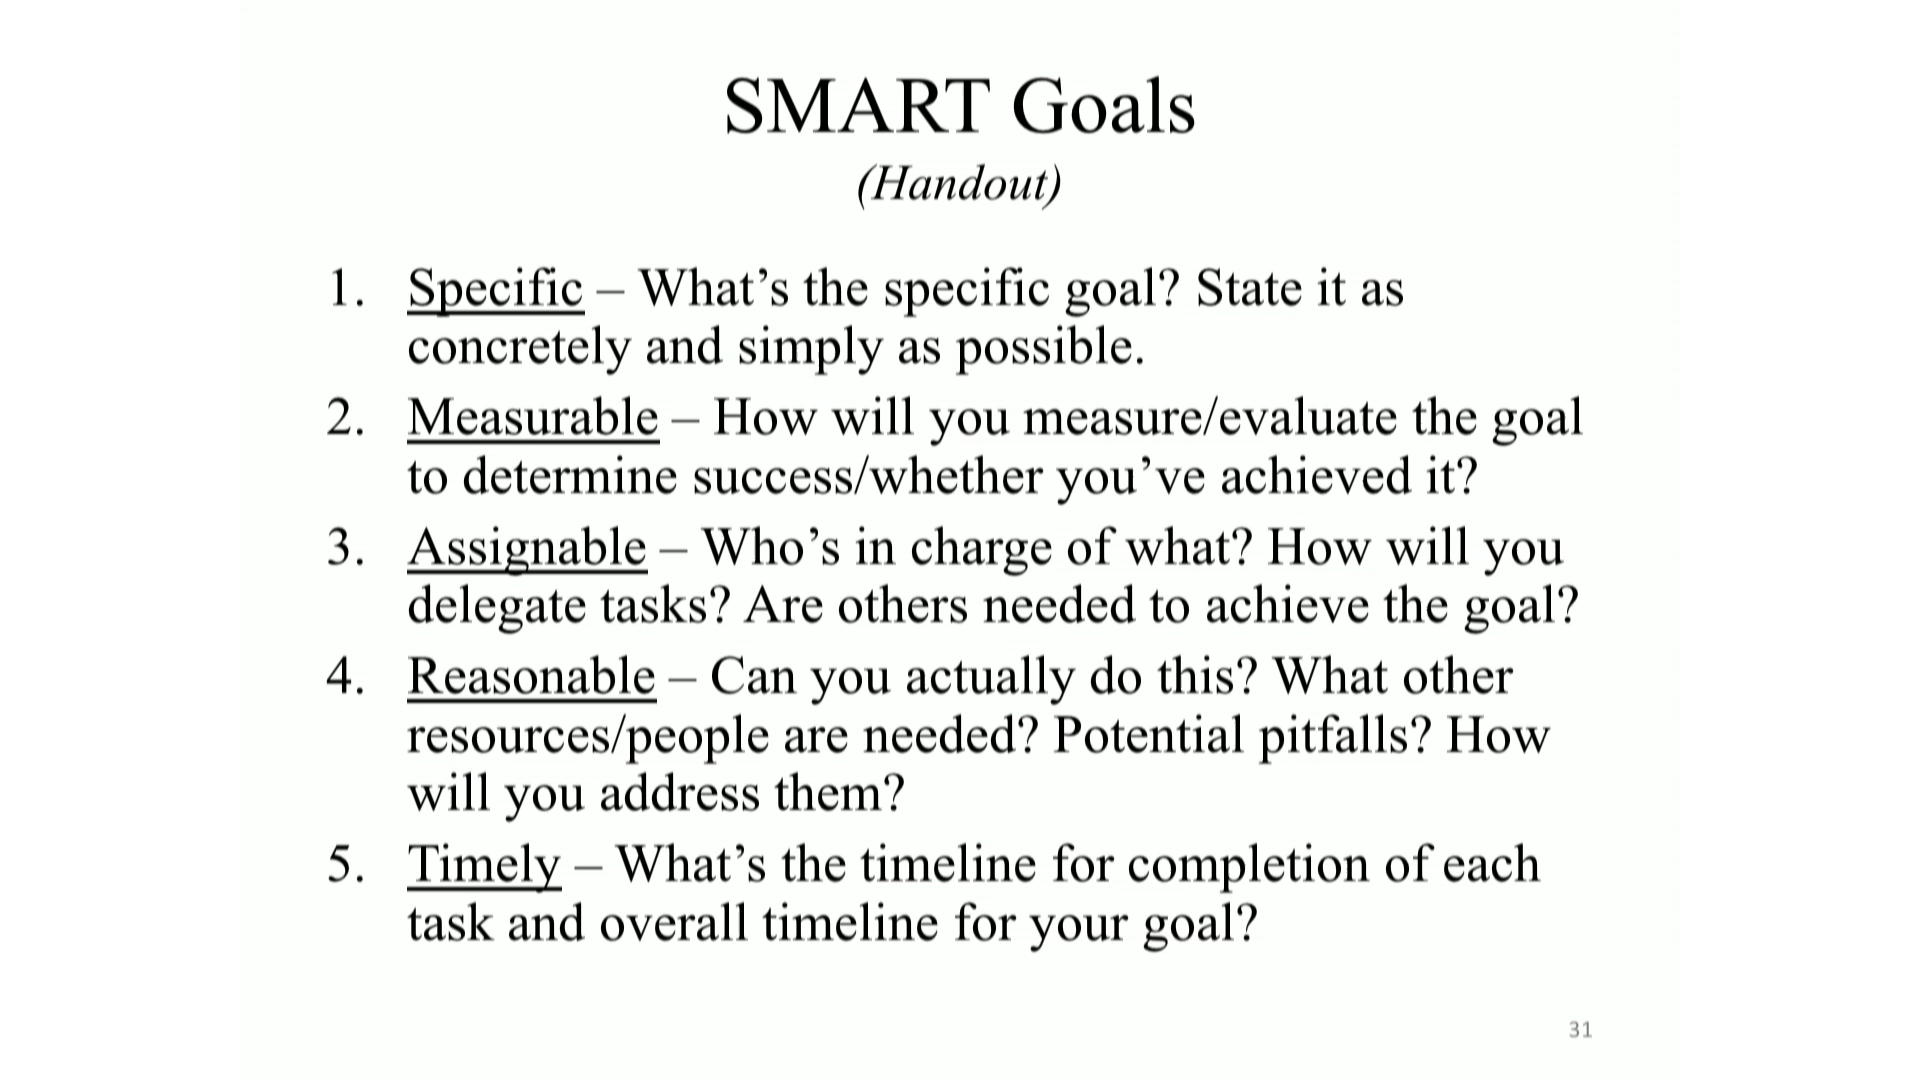 SMART Goals
(Handout)
1. Specific – What’s the specific goal? State it as
concretely and simply as possible.
2. Measurable – How will you measure/evaluate the goal
to determine success/whether you’ve achieved it?
3. Assignable – Who’s in charge of what? How will you
delegate tasks? Are others needed to achieve the goal?
4. Reasonable – Can you actually do this? What other
resources/people are needed? Potential pitfalls? How
will you address them?
5. Timely – What’s the timeline for completion of each
task and overall timeline for your goal?
31